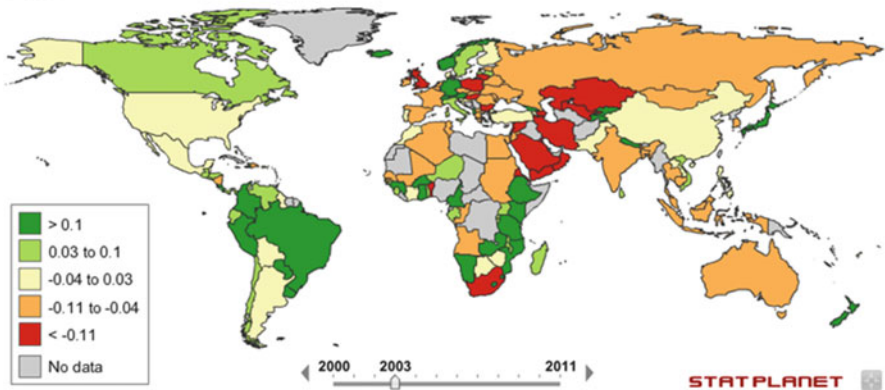 > 0.1
0.03 to 0.1
-0.04 to 0.03
-0.11 to -0.04
< -0.11
No data
2000 2003 2011
STATPLANET